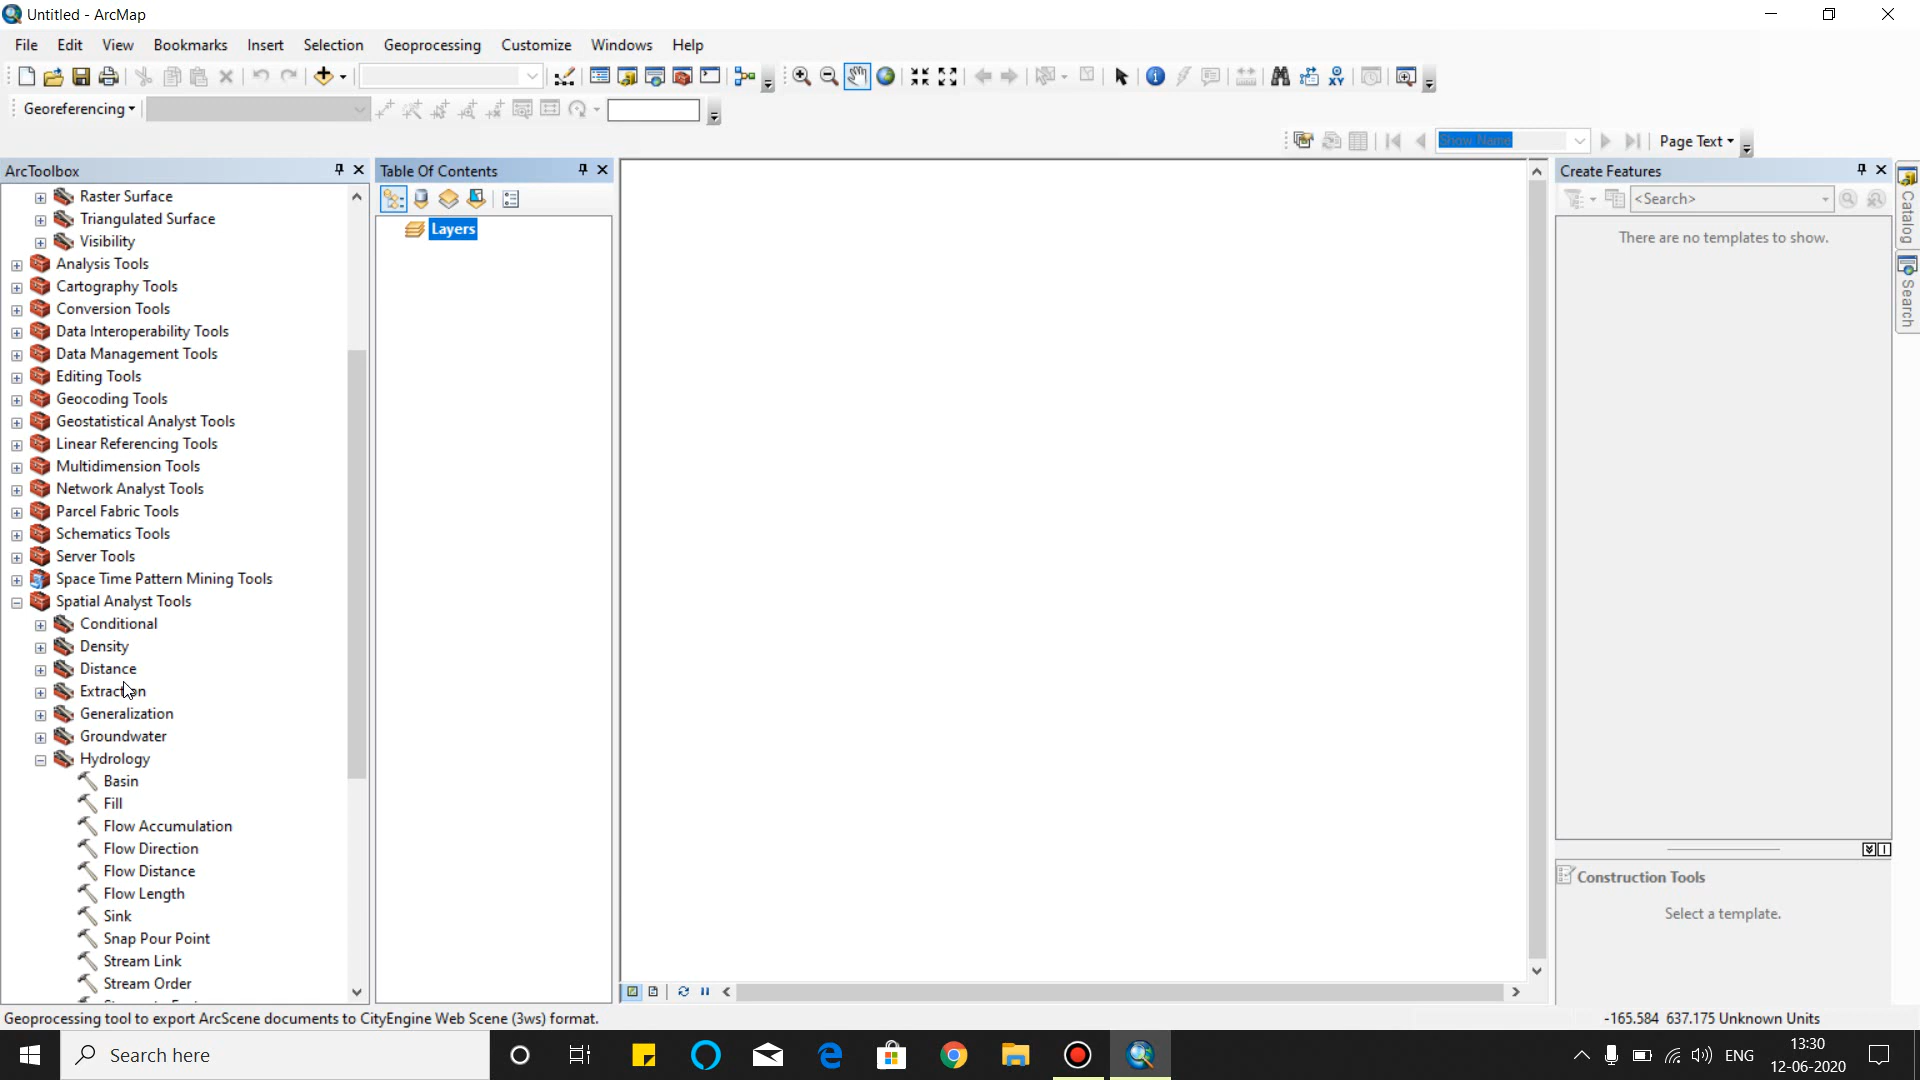 Untitled - ArcMap
File Edit View Bookmarks Insert Selection Geoprocessing Customize Windows Help
Georeferencing
Show Name
Page Text
ArcToolbox
Raster Surface
Triangulated Surface
Visibility
Analysis Tools
Cartography Tools
Conversion Tools
Data Interoperability Tools
Data Management Tools
Editing Tools
Geocoding Tools
Geostatistical Analyst Tools
Linear Referencing Tools
Multidimension Tools
Network Analyst Tools
Parcel Fabric Tools
Schematics Tools
Server Tools
Space Time Pattern Mining Tools
Spatial Analyst Tools
Conditional
Density
Distance
Extraction
Generalization
Groundwater
Hydrology
Basin
Fill
Flow Accumulation
Flow Direction
Flow Distance
Flow Length
Sink
Snap Pour Point
Stream Link
Stream Order
Table Of Contents
Layers
Create Features
<Search>
There are no templates to show.
Construction Tools
Select a template.
Catalog
Search
Geoprocessing tool to export ArcScene documents to CityEngine Web Scene (3ws) format.
-165.584 637.175 Unknown Units
Search here
ENG
13:30
12-06-2020